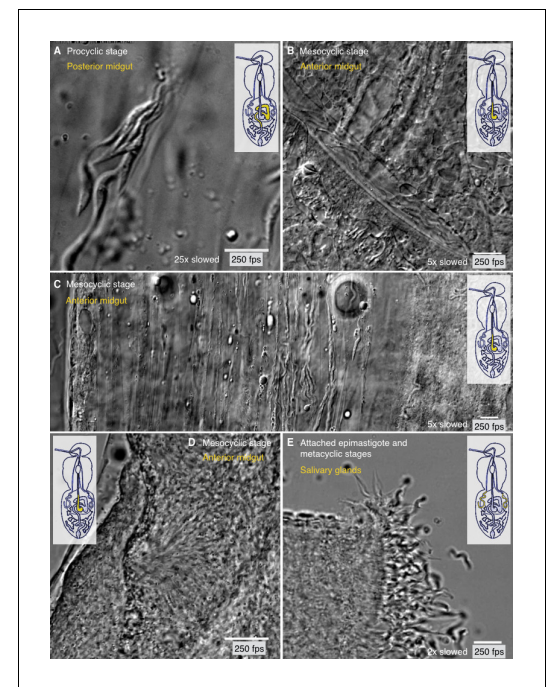 A Procyclic stage
Posterior midgut
25x slowed 250 fps
B Mesocyclic stage
Anterior midgut
5x slowed 250 fps
C Mesocyclic stage
Anterior midgut
5x slowed 250 fps
D Mesocyclic stage
Anterior midgut
250 fps
E Attached epimastigote and
metacyclic stages
Salivary glands
2x slowed 250 fps